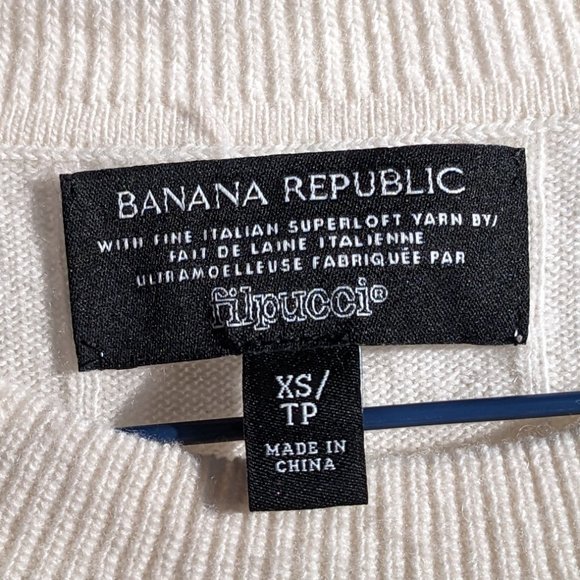 BANANA REPUBLIC
WITH FINE ITALIAN SUPERLOFT YARN BY/
FAIT DE LAINE ITALIENNE
ULTRAMOELLEUSE FABRIQUÉE PAR
filpucci®
XS/
TP
MADE IN
CHINA